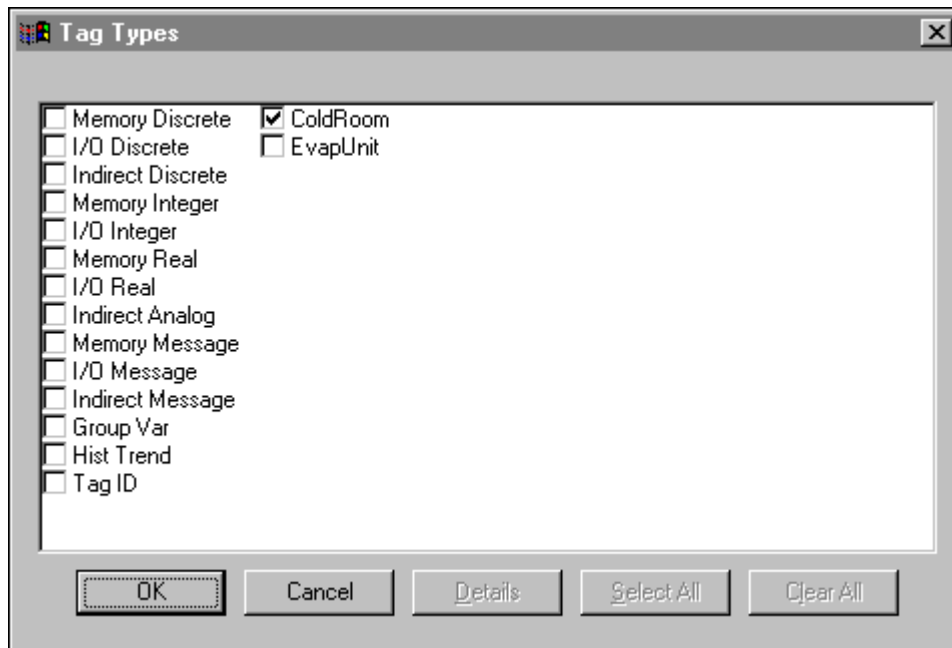 Tag Types
Memory Discrete
I/O Discrete
Indirect Discrete
Memory Integer
I/O Integer
Memory Real
I/O Real
Indirect Analog
Memory Message
I/O Message
Indirect Message
Group Var
Hist Trend
Tag ID
ColdRoom
EvapUnit
OK Cancel Details Select All Clear All